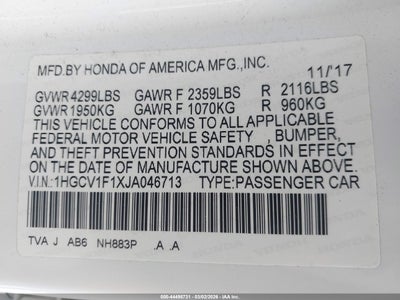 MFD.BY HONDA OF AMERICA MFG.,INC. 11/'17
GVWR 4299LBS GAWR F 2359LBS R 2116LBS
GVWR 1950KG GAWR F 1070KG R 960KG
THIS VEHICLE CONFORMS TO ALL APPLICABLE
FEDERAL MOTOR VEHICLE SAFETY , BUMPER,
AND THEFT PREVENTION STANDARDS IN EFFECT
ON THE DATE OF MANUFACTURE SHOWN ABOVE.
V.I.N.:1HGCV1F1XJA046713 TYPE:PASSENGER CAR
TVA J AB6 NH883P .A .A